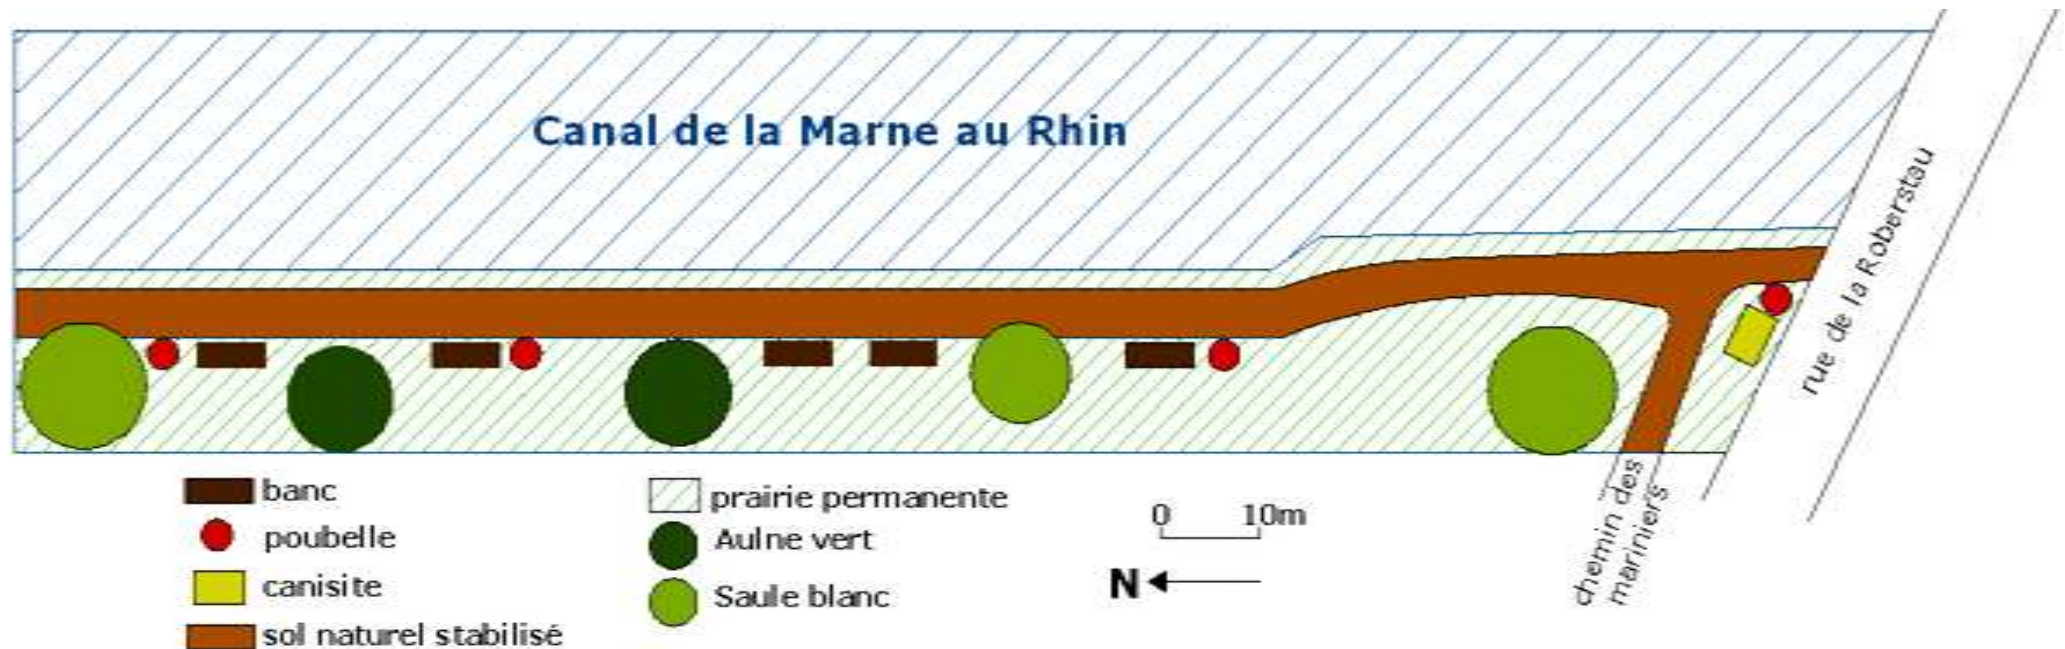 Canal de la Marne au Rhin
rue de la Roberstau
banc
poubelle
canisite
sol naturel stabilisé
prairie permanente
Aulne vert
Saule blanc
0 10m
N
chemin des
mariniers